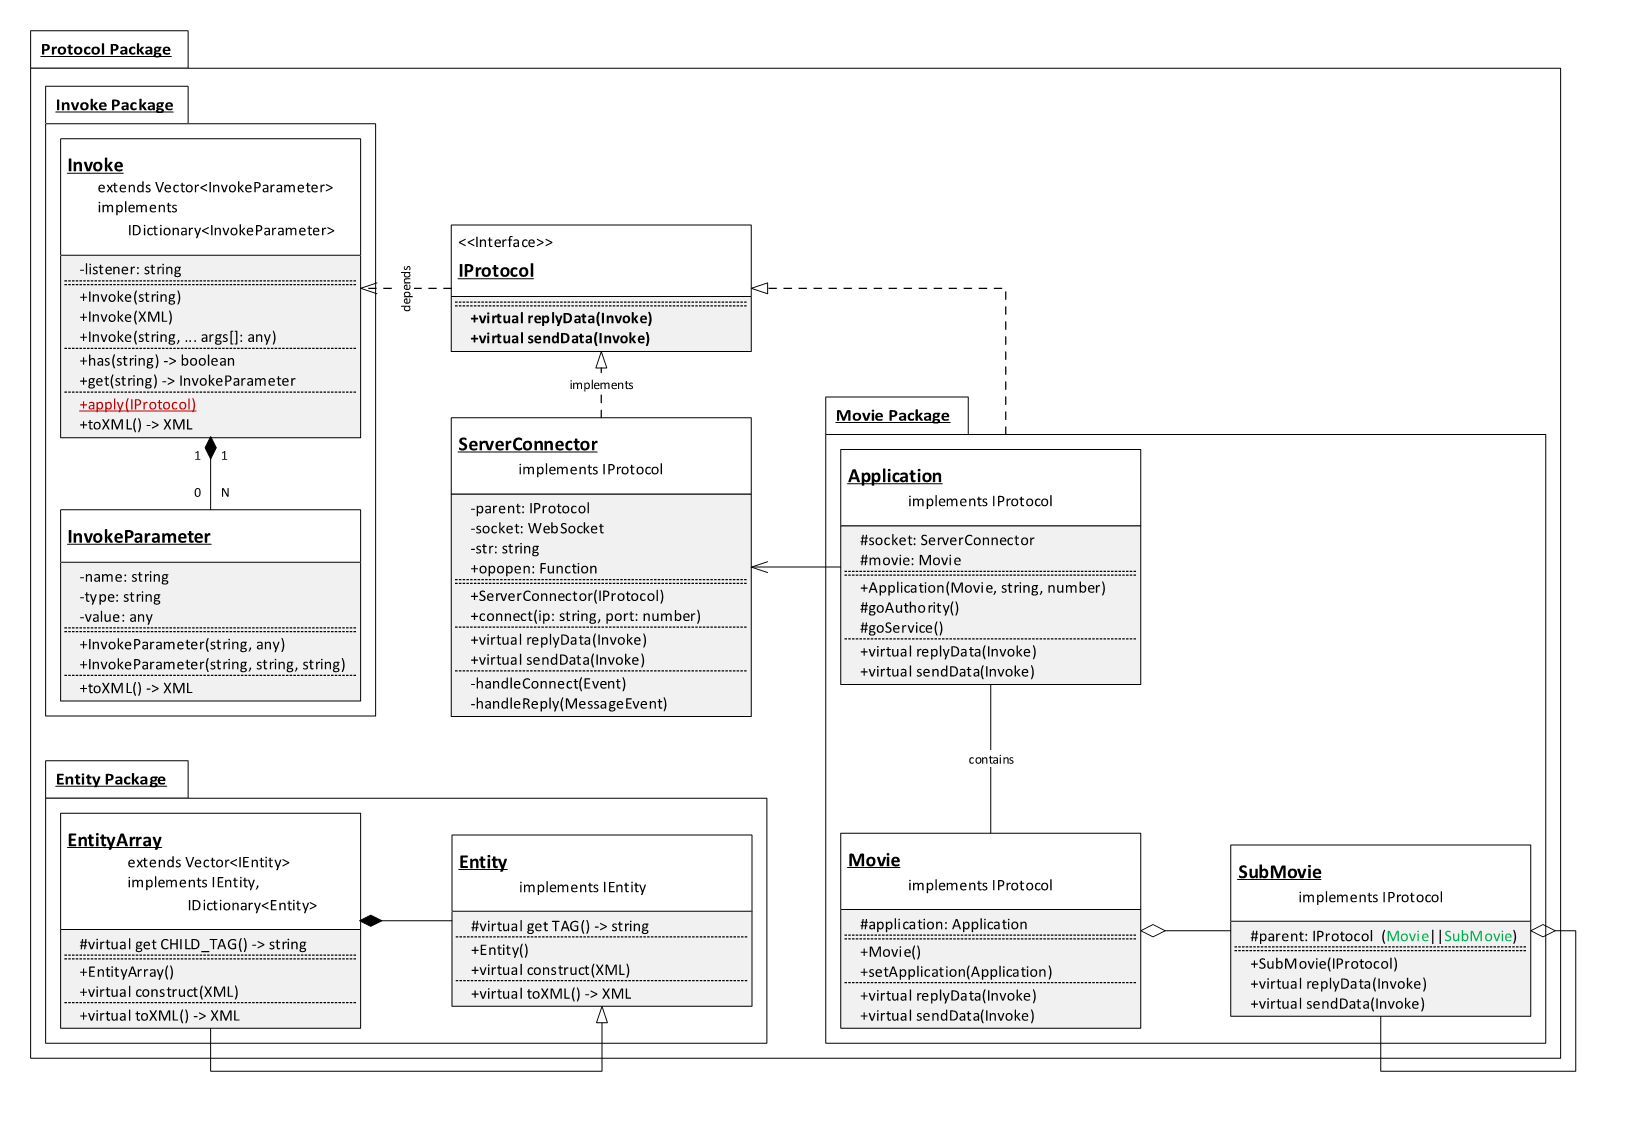 Protocol Package
Invoke Package
Invoke
extends Vector<InvokeParameter>
implements
IDictionary<InvokeParameter>
-listener: string
+Invoke(string)
+Invoke(XML)
+Invoke(string, ... args[]: any)
+has(string) -> boolean
+get(string) -> InvokeParameter
+apply(IProtocol)
+toXML() -> XML
1 1
0 N
InvokeParameter
-name: string
-type: string
-value: any
+InvokeParameter(string, any)
+InvokeParameter(string, string, string)
+toXML() -> XML
depends
<<Interface>>
IProtocol
+virtual replyData(Invoke)
+virtual sendData(Invoke)
implements
ServerConnector
implements IProtocol
-parent: IProtocol
-socket: WebSocket
-str: string
+opopen: Function
+ServerConnector(IProtocol)
+connect(ip: string, port: number)
+virtual replyData(Invoke)
+virtual sendData(Invoke)
-handleConnect(Event)
-handleReply(MessageEvent)
Movie Package
Application
implements IProtocol
#socket: ServerConnector
#movie: Movie
+Application(Movie, string, number)
#goAuthority()
#goService()
+virtual replyData(Invoke)
+virtual sendData(Invoke)
contains
Movie
implements IProtocol
#application: Application
+Movie()
+setApplication(Application)
+virtual replyData(Invoke)
+virtual sendData(Invoke)
SubMovie
implements IProtocol
#parent: IProtocol (Movie||SubMovie)
+SubMovie(IProtocol)
+virtual replyData(Invoke)
+virtual sendData(Invoke)
Entity Package
EntityArray
extends Vector<IEntity>
implements IEntity,
IDictionary<Entity>
#virtual get CHILD_TAG() -> string
+EntityArray()
+virtual construct(XML)
+virtual toXML() -> XML
Entity
implements IEntity
#virtual get TAG() -> string
+Entity()
+virtual construct(XML)
+virtual toXML() -> XML